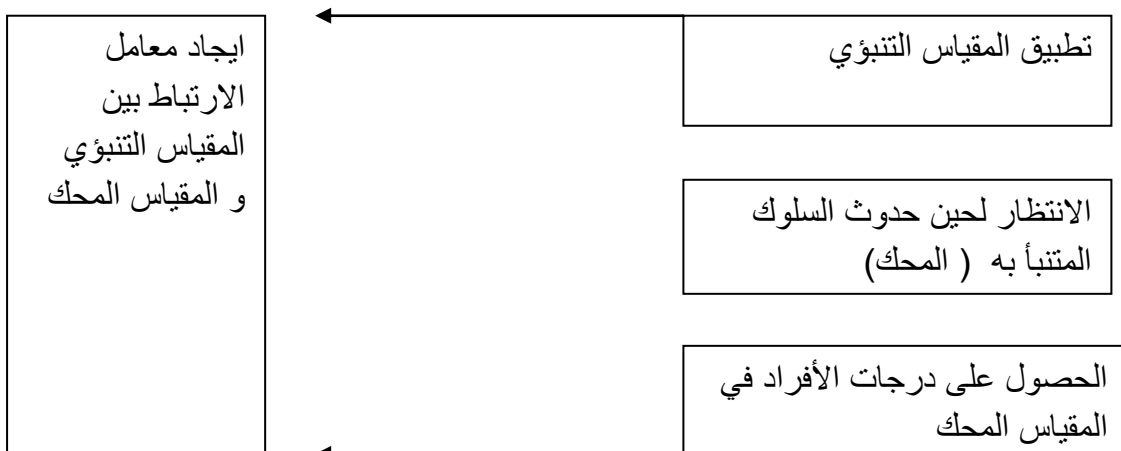 تطبيق المقياس التنبؤي
الانتظار لحين حدوث السلوك
المتنبأ به ( المحك)
الحصول على درجات الأفراد في
المقياس المحك
ايجاد معامل
الارتباط بين
المقياس التنبؤي
و المقياس المحك